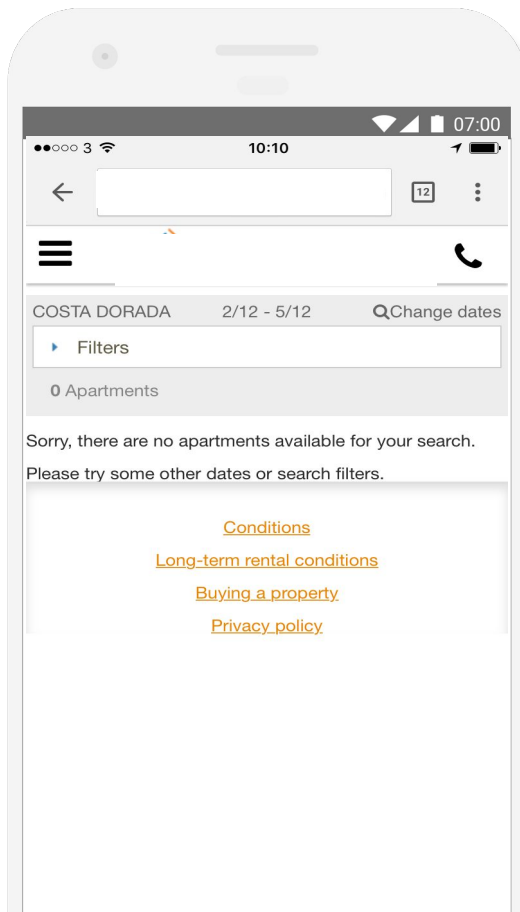 07:00
3 10:10
12
COSTA DORADA 2/12 - 5/12 Change dates
Filters
0 Apartments
Sorry, there are no apartments available for your search.
Please try some other dates or search filters.
Conditions
Long-term rental conditions
Buying a property
Privacy policy